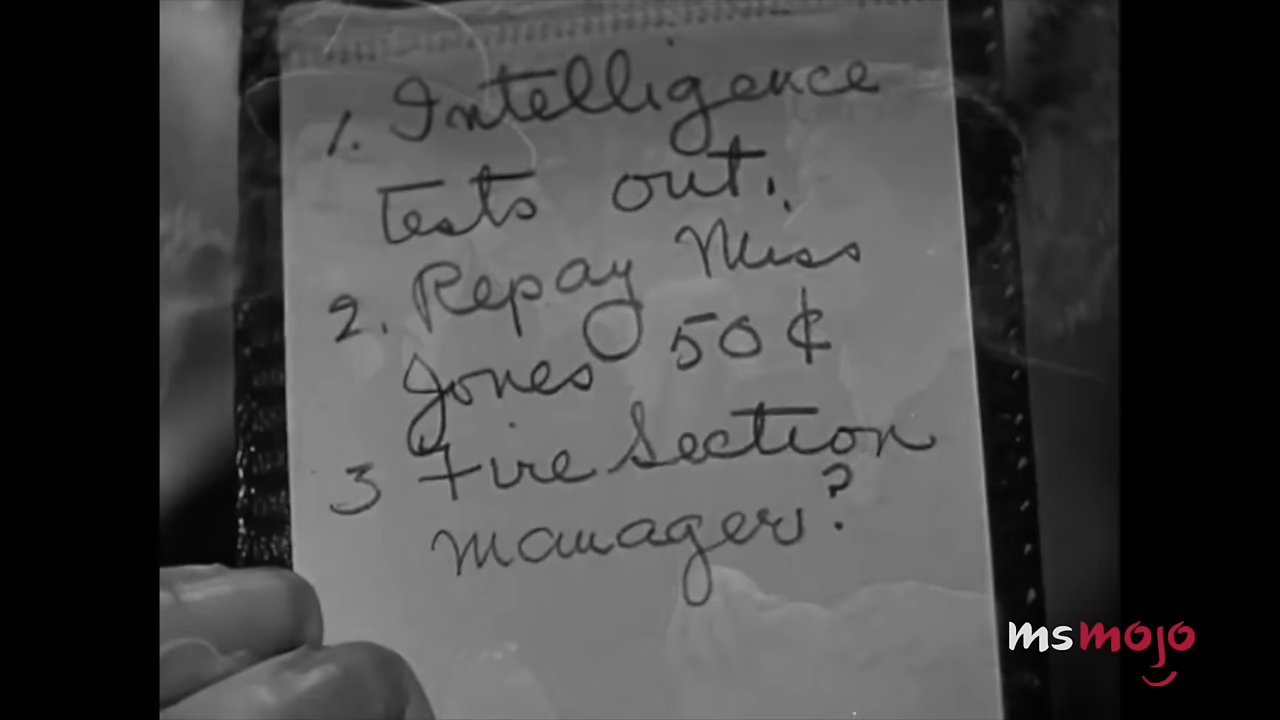 1. Intelligence
tests out.
2. Repay Miss
Jones 50¢
3 Fire Section
manager?
msmojo